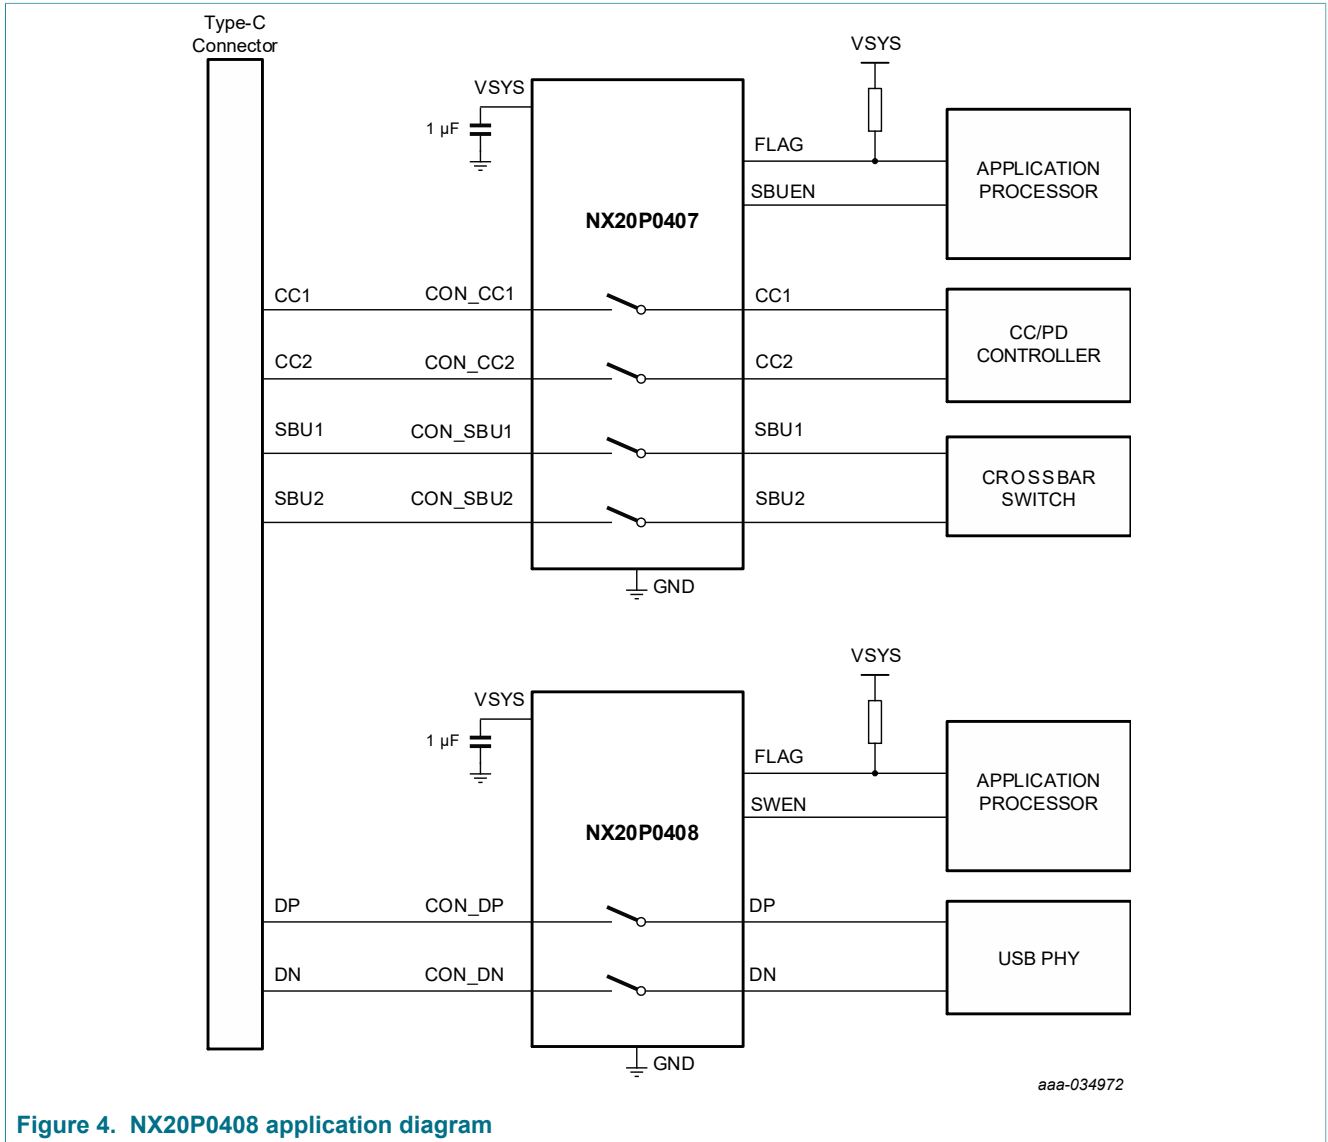 Type-C
Connector
VSYS
VSYS
1 µF
FLAG
SBUEN
APPLICATION
PROCESSOR
NX20P0407
CC1
CON_CC1
CC1
CC2
CON_CC2
CC2
CC/PD
CONTROLLER
SBU1
CON_SBU1
SBU1
SBU2
CON_SBU2
SBU2
CROSSBAR
SWITCH
GND
VSYS
VSYS
1 µF
FLAG
SWEN
APPLICATION
PROCESSOR
NX20P0408
DP
CON_DP
DP
DN
CON_DN
DN
USB PHY
GND
aaa-034972
Figure 4. NX20P0408 application diagram